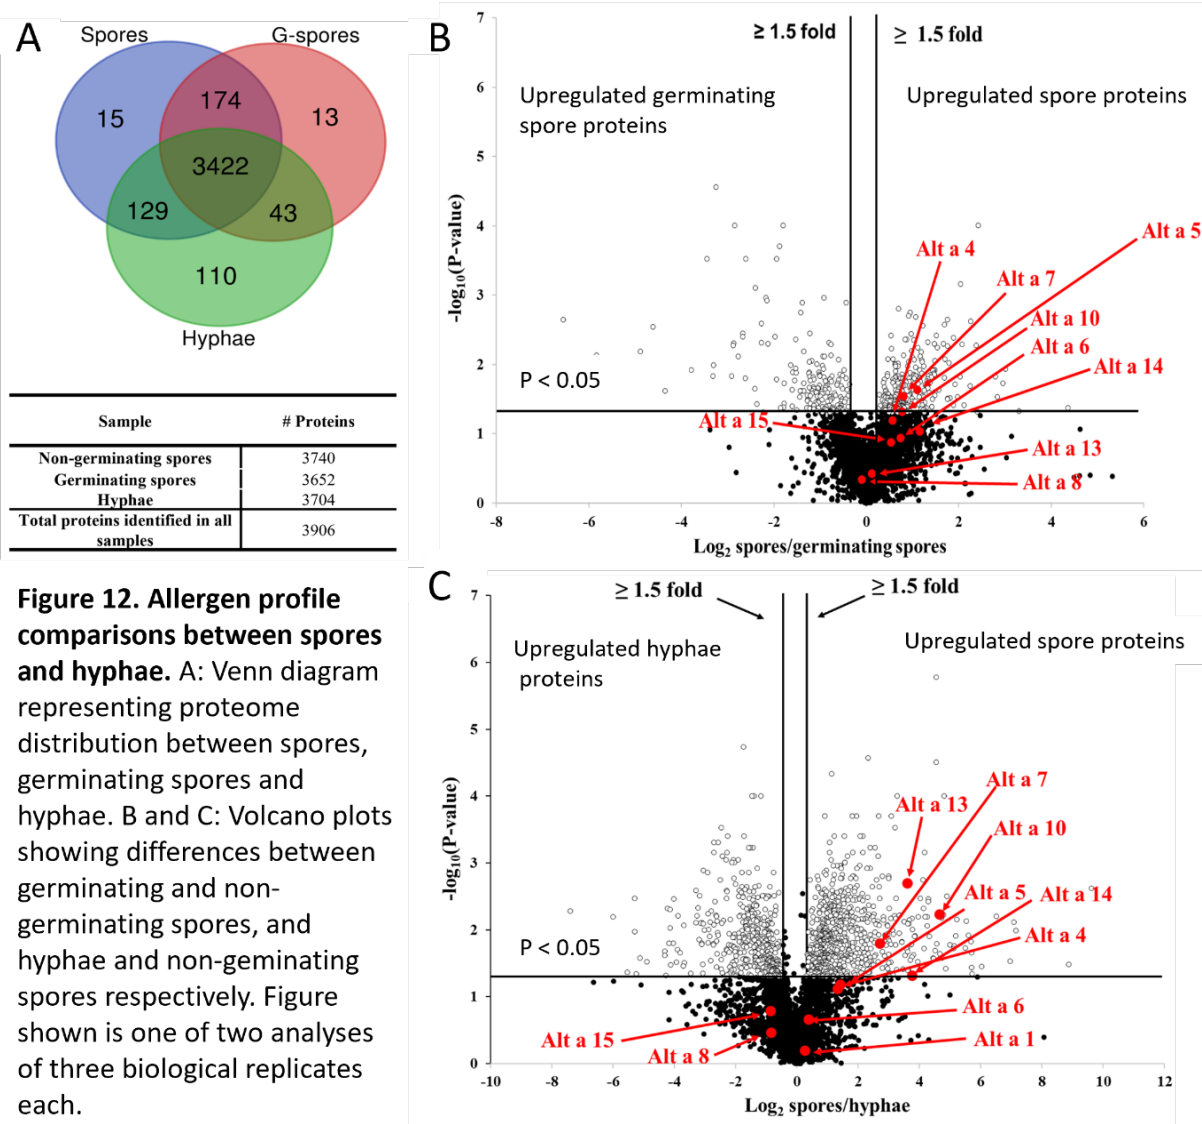 A
Spores
G-spores
15
174
13
3422
129
43
110
Hyphae
Sample # Proteins
Non-germinating spores 3740
Germinating spores 3652
Hyphae 3704
Total proteins identified in all
samples 3906
Figure 12. Allergen profile
comparisons between spores
and hyphae. A: Venn diagram
representing proteome
distribution between spores,
germinating spores and
hyphae. B and C: Volcano plots
showing differences between
germinating and non-
germinating spores, and
hyphae and non-geminating
spores respectively. Figure
shown is one of two analyses
of three biological replicates
each.
B
≥ 1.5 fold
≥ 1.5 fold
Upregulated germinating
spore proteins
Upregulated spore proteins
P < 0.05
Alt a 4
Alt a 5
Alt a 7
Alt a 10
Alt a 6
Alt a 14
Alt a 15
Alt a 13
Alt a 8
-log10(P-value)
7
6
5
4
3
2
1
0
-8 -6 -4 -2 0 2 4 6
Log2 spores/germinating spores
C
≥ 1.5 fold
≥ 1.5 fold
Upregulated hyphae
proteins
Upregulated spore proteins
P < 0.05
Alt a 7
Alt a 13
Alt a 10
Alt a 5
Alt a 14
Alt a 4
Alt a 6
Alt a 1
Alt a 15
Alt a 8
-log10(P-value)
7
6
5
4
3
2
1
0
-10 -8 -6 -4 -2 0 2 4 6 8 10 12
Log2 spores/hyphae